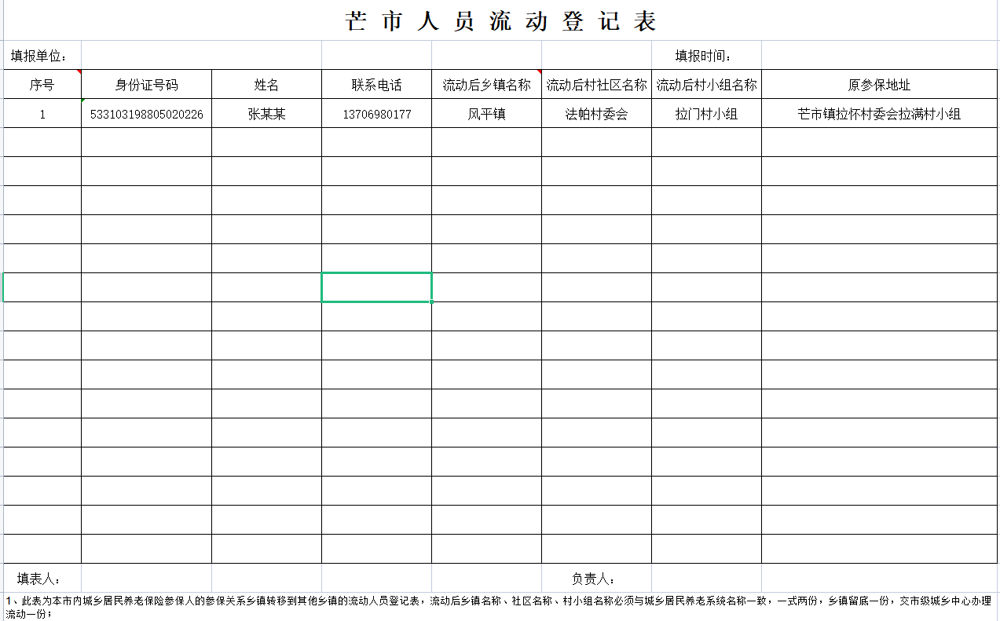 芒市人员流动登记表
填报单位： 填报时间：
序号 身份证号码 姓名 联系电话 流动后乡镇名称 流动后村社区名称 流动后村小组名称 原参保地址
1 533103198805020226 张某某 13706980177 风平镇 法帕村委会 拉门村小组 芒市镇拉怀村委会拉满村小组
填表人： 负责人：
1、此表为本市内城乡居民养老保险参保人的参保关系乡镇转移到其他乡镇的流动人员登记表，流动后乡镇名称、社区名称、村小组名称必须与城乡居民养老系统名称一致，一式两份，乡镇留底一份，交市级城乡中心办理
流动一份；